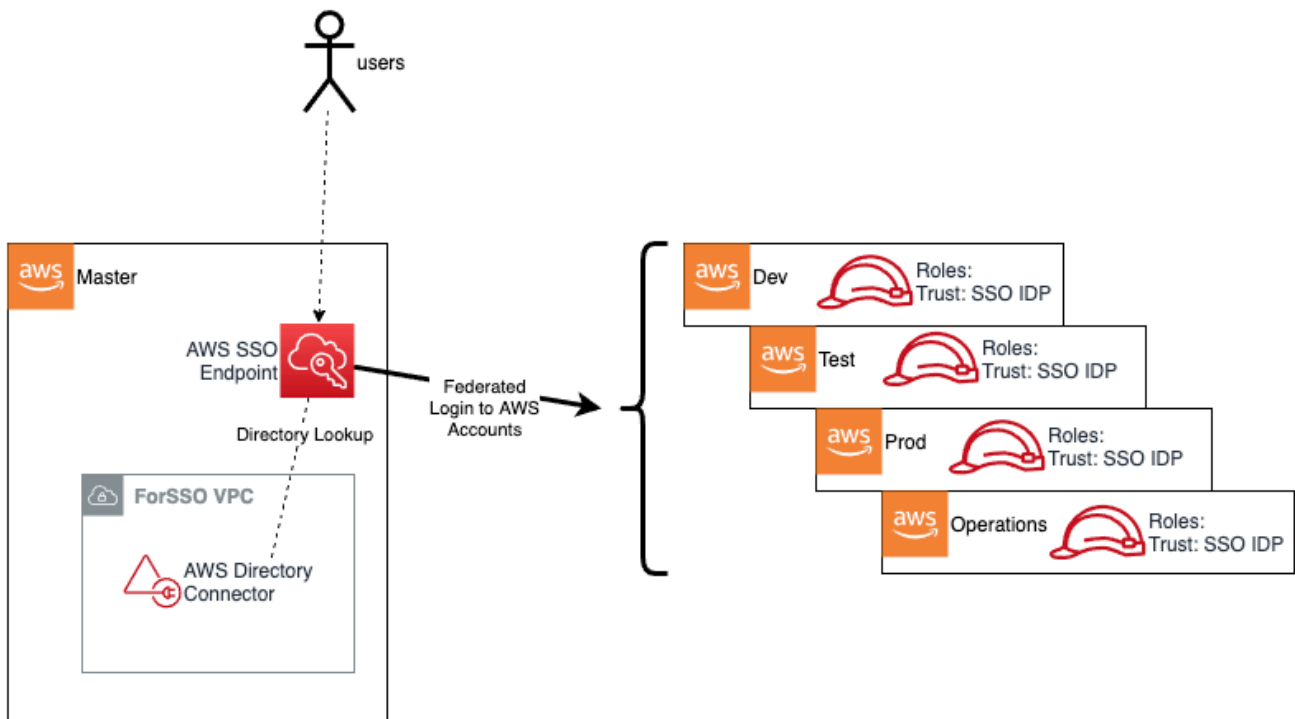 users
aws
Master
AWS SSO
Endpoint
Directory Lookup
ForSSO VPC
AWS Directory
Connector
Federated
Login to AWS
Accounts
aws
Dev
Roles:
Trust: SSO IDP
aws
Test
Roles:
Trust: SSO IDP
aws
Prod
Roles:
Trust: SSO IDP
aws
Operations
Roles:
Trust: SSO IDP